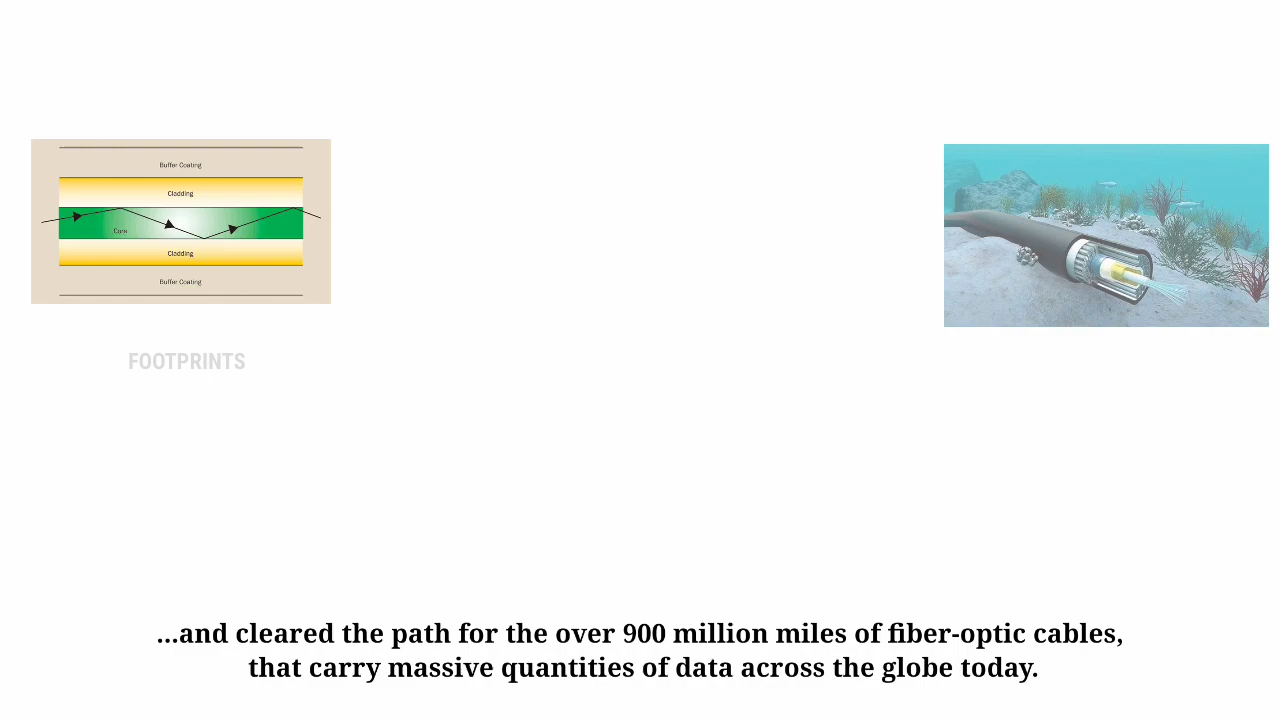 Buffer Coating
Cladding
Core
Cladding
Buffer Coating
FOOTPRINTS
...and cleared the path for the over 900 million miles of fiber-optic cables,
that carry massive quantities of data across the globe today.